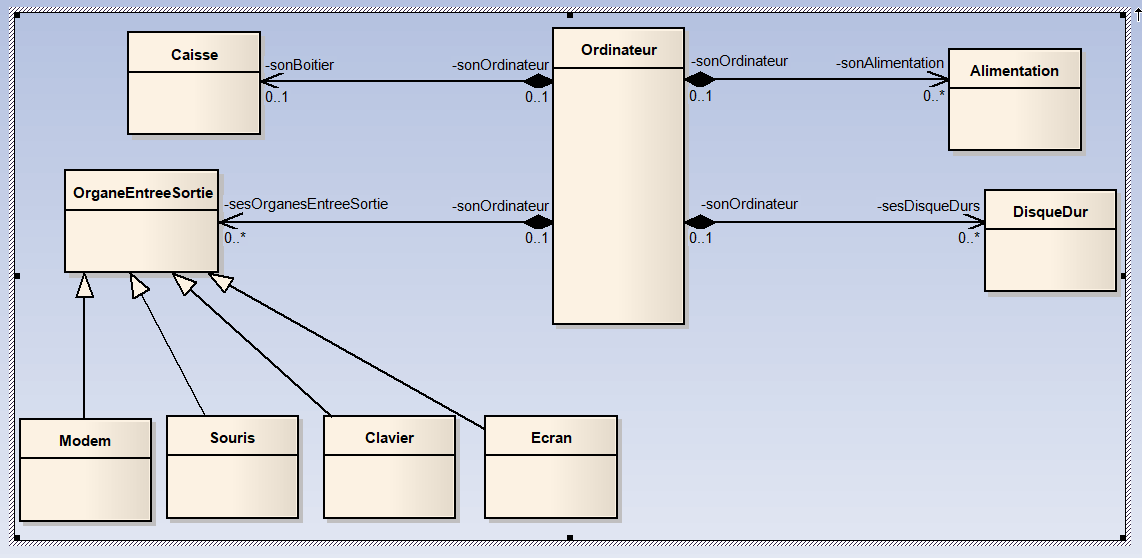 Caisse
-sonBoitier
0..1
-sonOrdinateur
0..1
Ordinateur
-sonOrdinateur
0..1
-sonAlimentation
0..*
Alimentation
OrganeEntreeSortie
-sesOrganesEntreeSortie
0..*
-sonOrdinateur
0..1
-sonOrdinateur
0..1
-sesDisqueDurs
0..*
DisqueDur
Modem
Souris
Clavier
Ecran